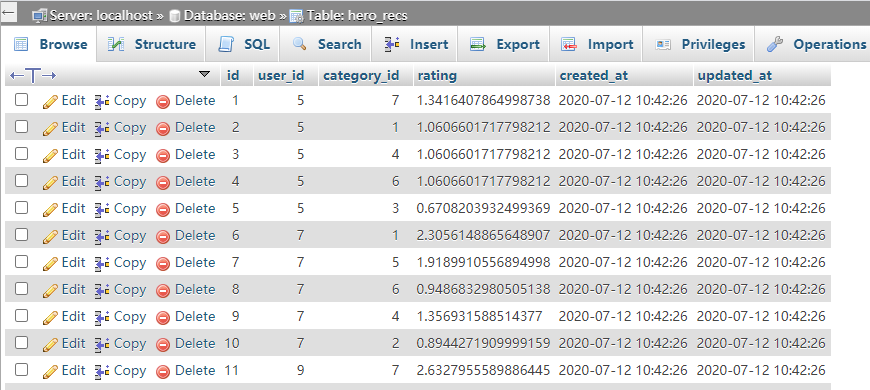 Server: localhost » Database: web » Table: hero_recs
Browse Structure SQL Search Insert Export Import Privileges Operations
id user_id category_id rating created_at updated_at
Edit Copy Delete 1 5 7 1.3416407864998738 2020-07-12 10:42:26 2020-07-12 10:42:26
Edit Copy Delete 2 5 1 1.0606601717798212 2020-07-12 10:42:26 2020-07-12 10:42:26
Edit Copy Delete 3 5 4 1.0606601717798212 2020-07-12 10:42:26 2020-07-12 10:42:26
Edit Copy Delete 4 5 6 1.0606601717798212 2020-07-12 10:42:26 2020-07-12 10:42:26
Edit Copy Delete 5 5 3 0.6708203932499369 2020-07-12 10:42:26 2020-07-12 10:42:26
Edit Copy Delete 6 7 1 2.3056148865648907 2020-07-12 10:42:26 2020-07-12 10:42:26
Edit Copy Delete 7 7 5 1.9189910556894998 2020-07-12 10:42:26 2020-07-12 10:42:26
Edit Copy Delete 8 7 6 0.9486832980505138 2020-07-12 10:42:26 2020-07-12 10:42:26
Edit Copy Delete 9 7 4 1.356931588514377 2020-07-12 10:42:26 2020-07-12 10:42:26
Edit Copy Delete 10 7 2 0.8944271909999159 2020-07-12 10:42:26 2020-07-12 10:42:26
Edit Copy Delete 11 9 7 2.6327955589886445 2020-07-12 10:42:26 2020-07-12 10:42:26